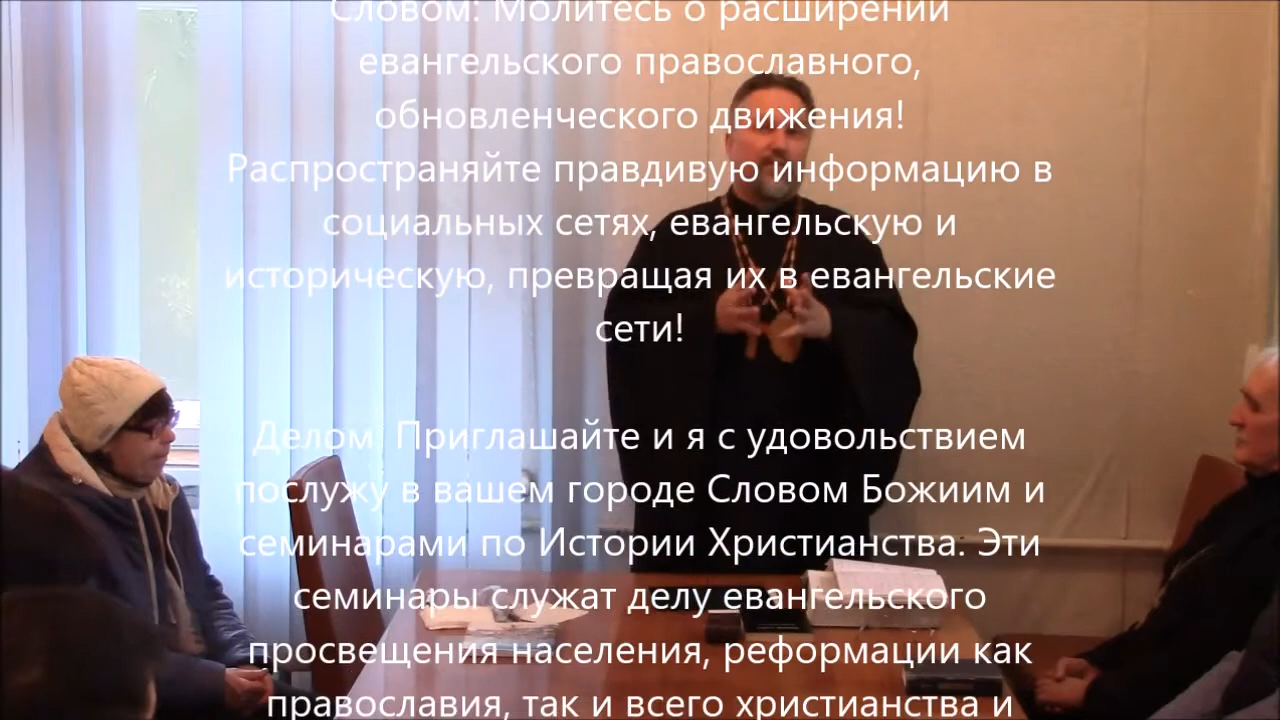 Словом: Молитесь о расширении
евангельского православного,
обновленческого движения!
Распространяйте правдивую информацию в
социальных сетях, евангельскую и
историческую, превращая их в евангельские
сети!
Делом: Приглашайте и я с удовольствием
послужу в вашем городе Словом Божиим и
семинарами по Истории Христианства. Эти
семинары служат делу евангельского
просвещения населения, реформации как
православия, так и всего христианства и